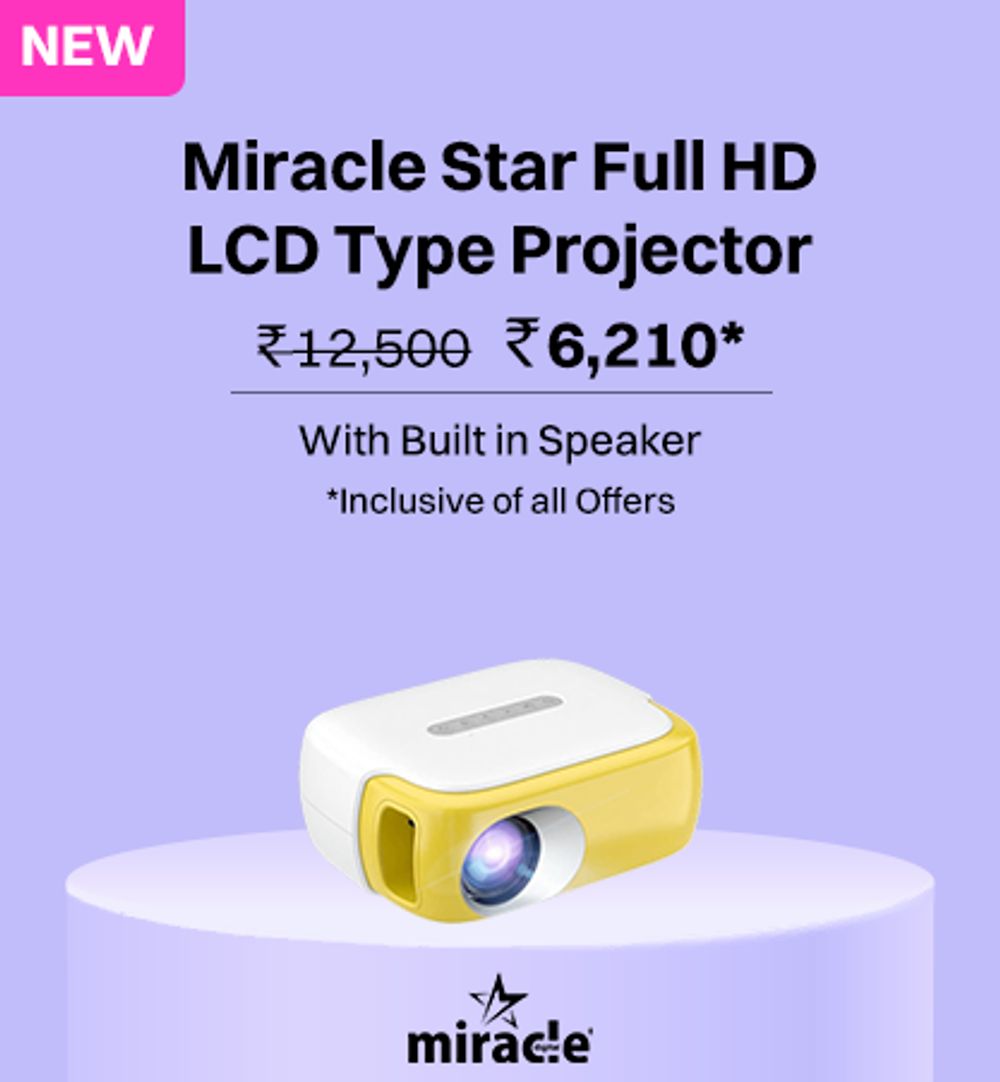 NEW
Miracle Star Full HD
LCD Type Projector
₹12,500 ₹6,210*
With Built in Speaker
*Inclusive of all Offers
miracle
digital